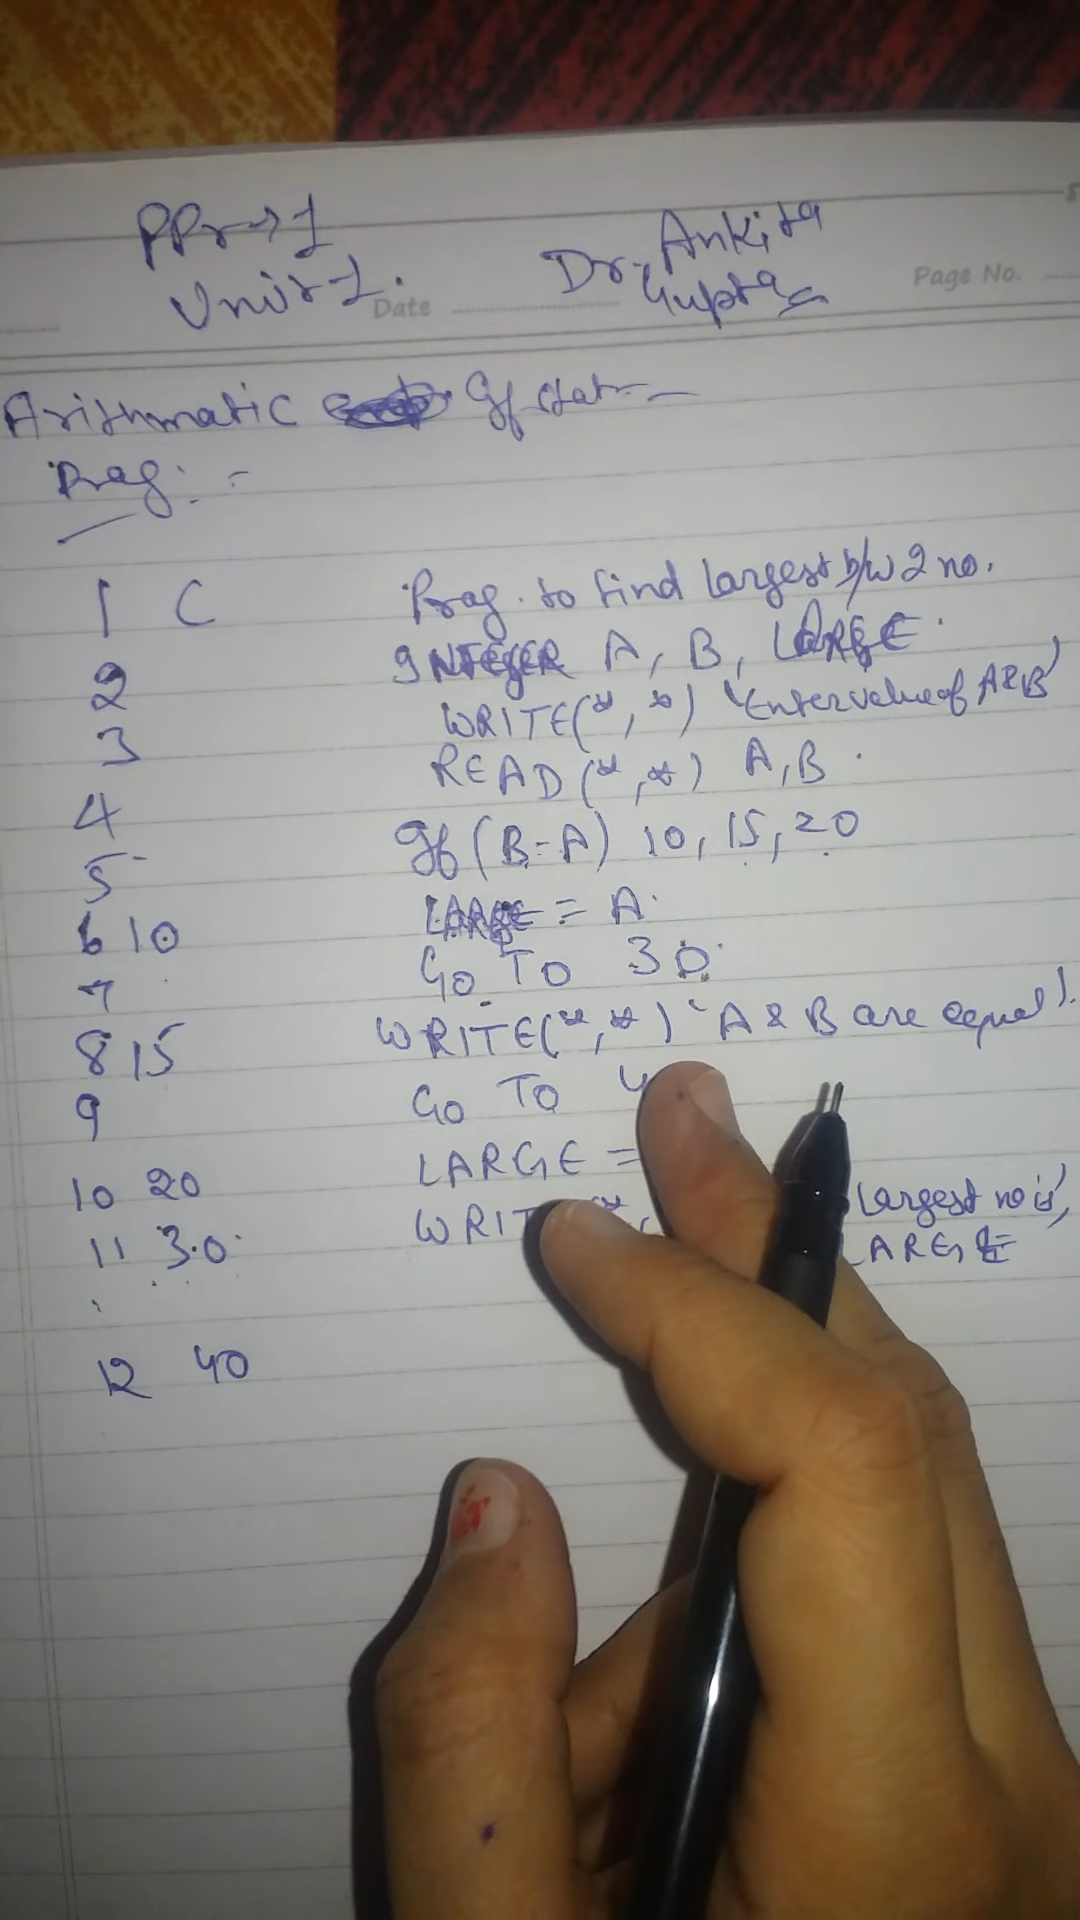 PPr→1
Unit-1.
Dr. Ankita
Gupta
Date
Page No.
Arithmatic If stat.-
Prog:-
1 C Prog. to find largest b/w 2 no.
2 INTEGER A, B, LARGE.
3 WRITE(*,*) 'Enter value of A&B'
4 READ(*,*) A,B.
5 If(B-A) 10, 15, 20
6 10 LARGE = A.
7 GO TO 30.
8 15 WRITE(*,*) 'A & B are equal'.
9 GO TO 4
10 20 LARGE =
11 30. WRIT largest no is',
LARGE
12 40